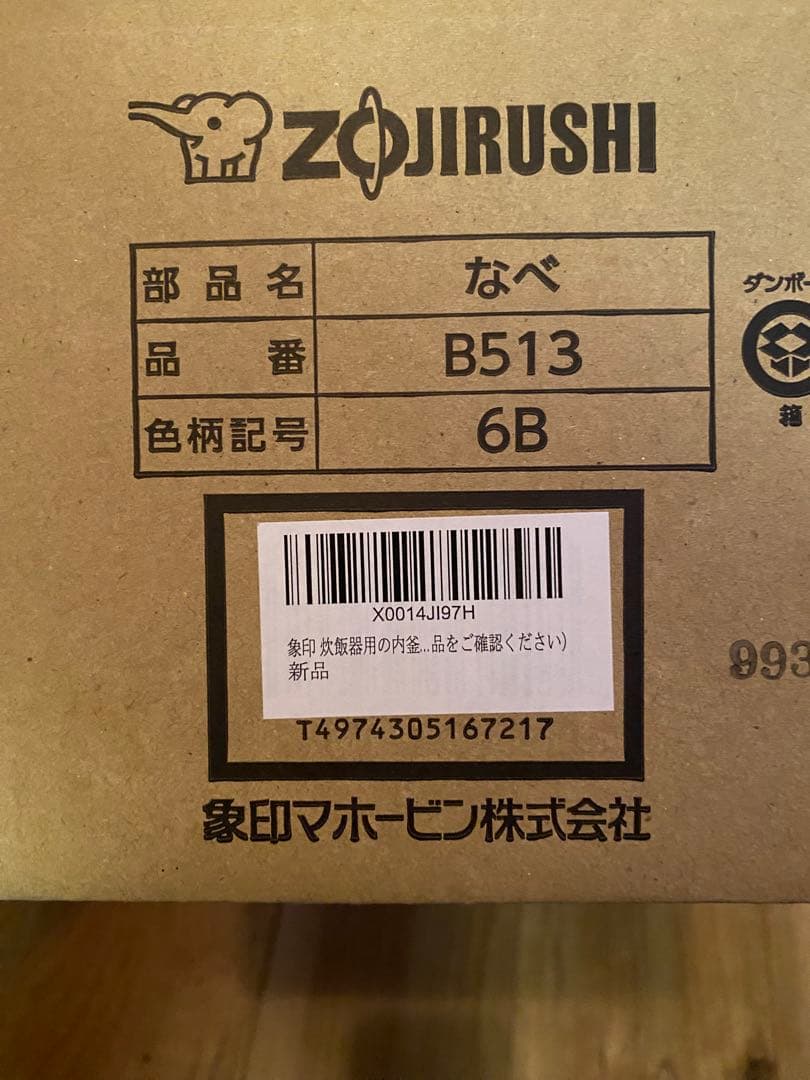 ZOJIRUSHI
部品名 なべ
品番 B513
色柄記号 6B
ダンボー
箱
X0014JI97H
象印 炊飯器用の内釜...品をご確認ください)
新品
993
T4974305167217
象印マホービン株式会社